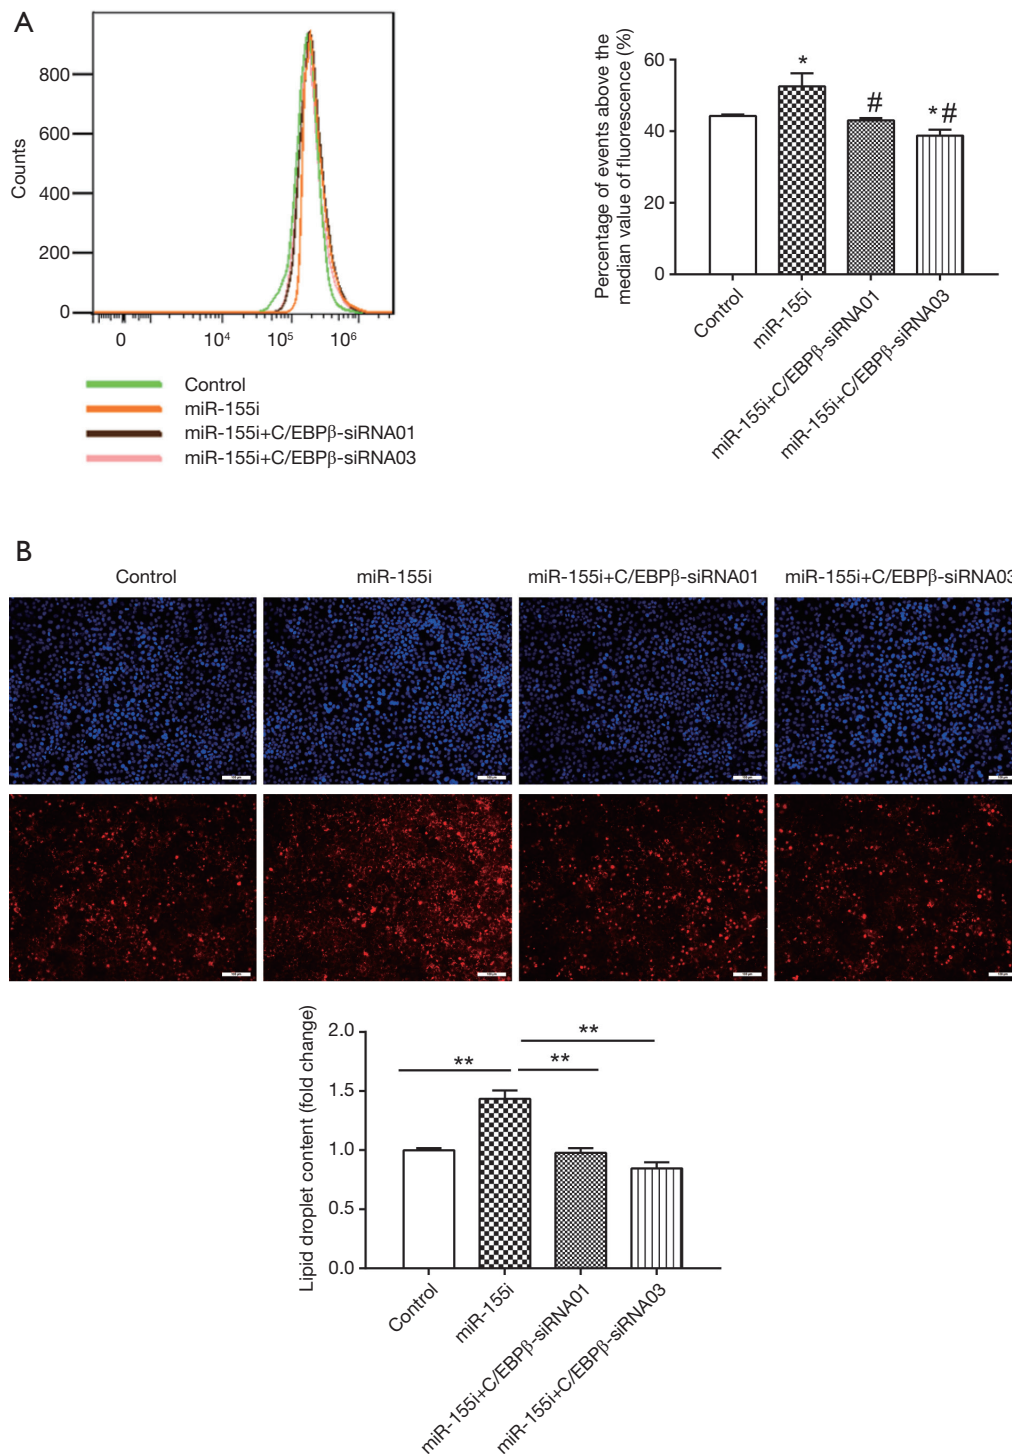 A
Counts
800
600
400
200
0
0
10⁴
10⁵
10⁶
Control
miR-155i
miR-155i+C/EBPβ-siRNA01
miR-155i+C/EBPβ-siRNA03
Percentage of events above the
median value of fluorescence (%)
60
40
20
0
*
#
*#
Control
miR-155i
miR-155i+C/EBPβ-siRNA01
miR-155i+C/EBPβ-siRNA03
B
Control
miR-155i
miR-155i+C/EBPβ-siRNA01
miR-155i+C/EBPβ-siRNA03
Lipid droplet content (fold change)
2.0
1.5
1.0
0.5
0.0
**
**
**
Control
miR-155i
miR-155i+C/EBPβ-siRNA01
miR-155i+C/EBPβ-siRNA03